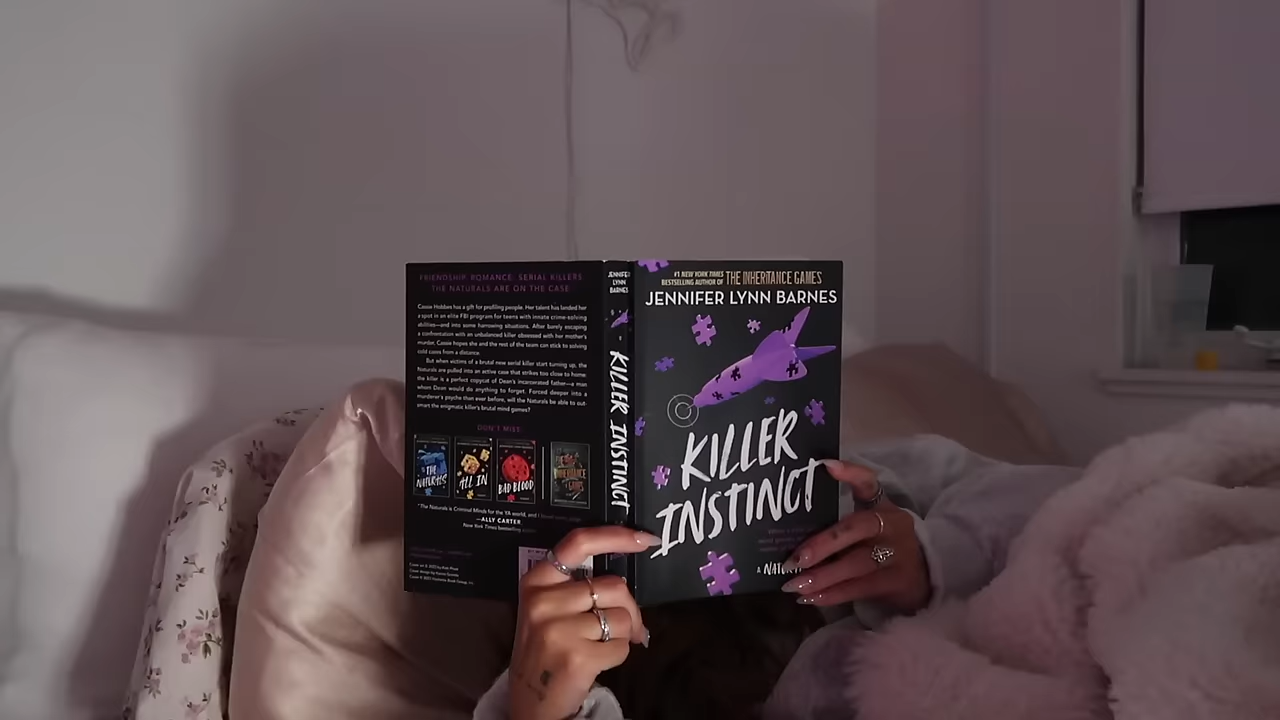 FRIENDSHIP. ROMANCE. SERIAL KILLERS.
THE NATURALS ARE ON THE CASE
Cassie Hobbes has a gift for profiling people. Her talent has landed her
a spot in an elite FBI program for teens with innate crime-solving
abilities—and into some harrowing situations. After barely escaping
a confrontation with an unbalanced killer obsessed with her mother's
murder, Cassie hopes she and the rest of the team can stick to solving
cold cases from a distance.
But when victims of a brutal new serial killer start turning up, the
Naturals are pulled into an active case that strikes too close to home:
the killer is a perfect copycat of Dean's incarcerated father—a man
whom Dean would do anything to forget. Forced deeper into a
murderer's psyche than ever before, will the Naturals be able to out-
smart the enigmatic killer's brutal mind games?
DON'T MISS:
THE NATURALS
ALL IN
BAD BLOOD
THE INHERITANCE GAMES
"The Naturals is Criminal Minds for the YA world, and I
—ALLY CARTER
New York Times bestselling
JENNIFER
LYNN
BARNES
KILLER INSTINCT
#1 NEW YORK TIMES
BESTSELLING AUTHOR OF THE INHERITANCE GAMES
JENNIFER LYNN BARNES
KILLER
INSTINCT
A